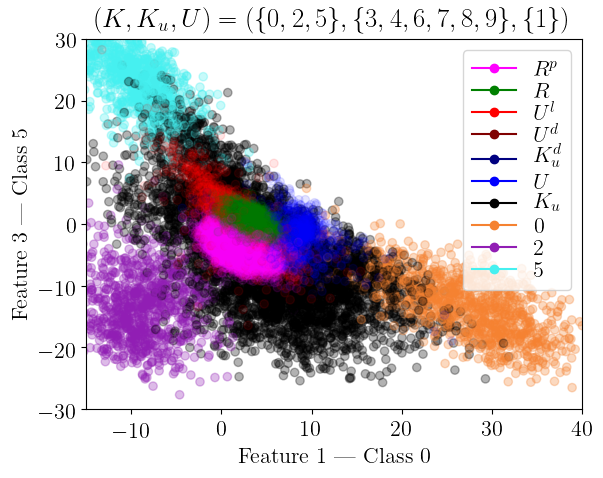 (K, K_u, U) = ({0, 2, 5}, {3, 4, 6, 7, 8, 9}, {1})
30
20
10
0
−10
−20
−30
Feature 3 — Class 5
R^p
R
U^l
U^d
K_u^d
U
K_u
0
2
5
−10
0
10
20
30
40
Feature 1 — Class 0